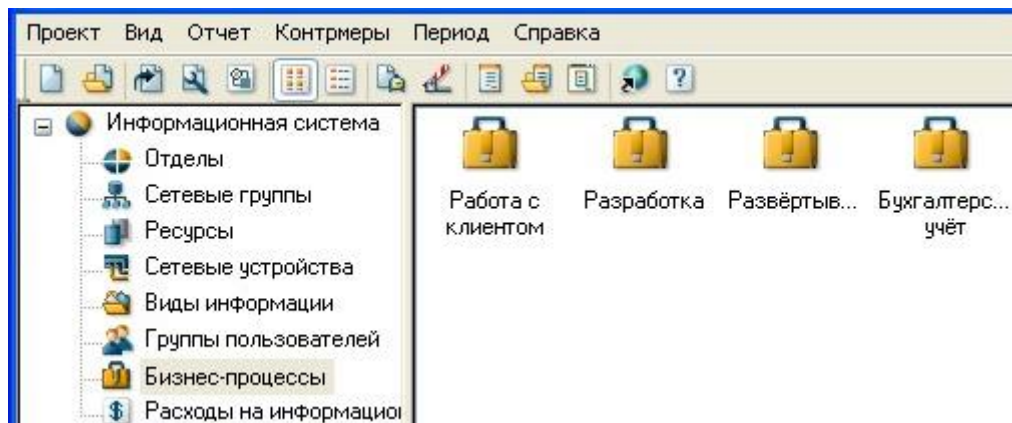 Проект Вид Отчет Контрмеры Период Справка
Информационная система
Отделы
Сетевые группы
Ресурсы
Сетевые устройства
Виды информации
Группы пользователей
Бизнес-процессы
Расходы на информацион
Работа с
клиентом
Разработка
Развёртыв...
Бухгалтерс...
учёт